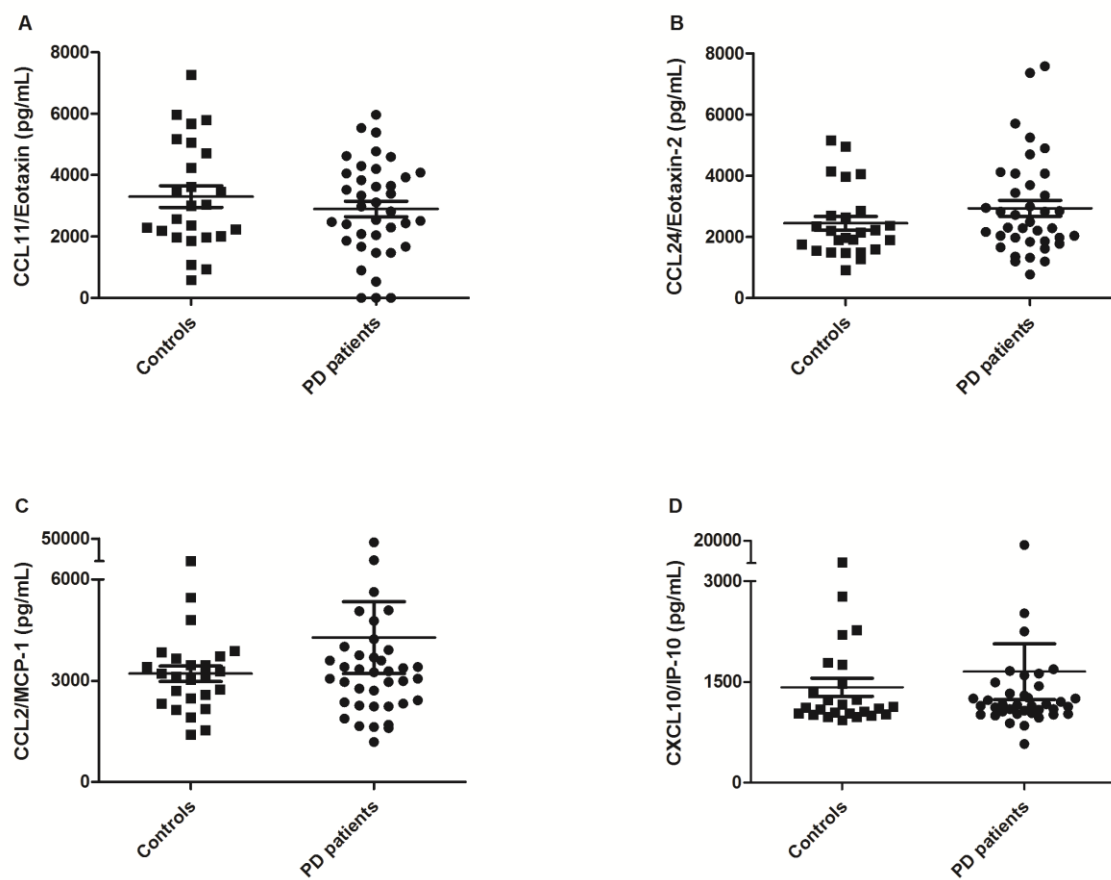 A
CCL11/Eotaxin (pg/mL)
8000
6000
4000
2000
0
Controls
PD patients
B
CCL24/Eotaxin-2 (pg/mL)
8000
6000
4000
2000
0
Controls
PD patients
C
CCL2/MCP-1 (pg/mL)
50000
6000
3000
0
Controls
PD patients
D
CXCL10/IP-10 (pg/mL)
20000
3000
1500
0
Controls
PD patients